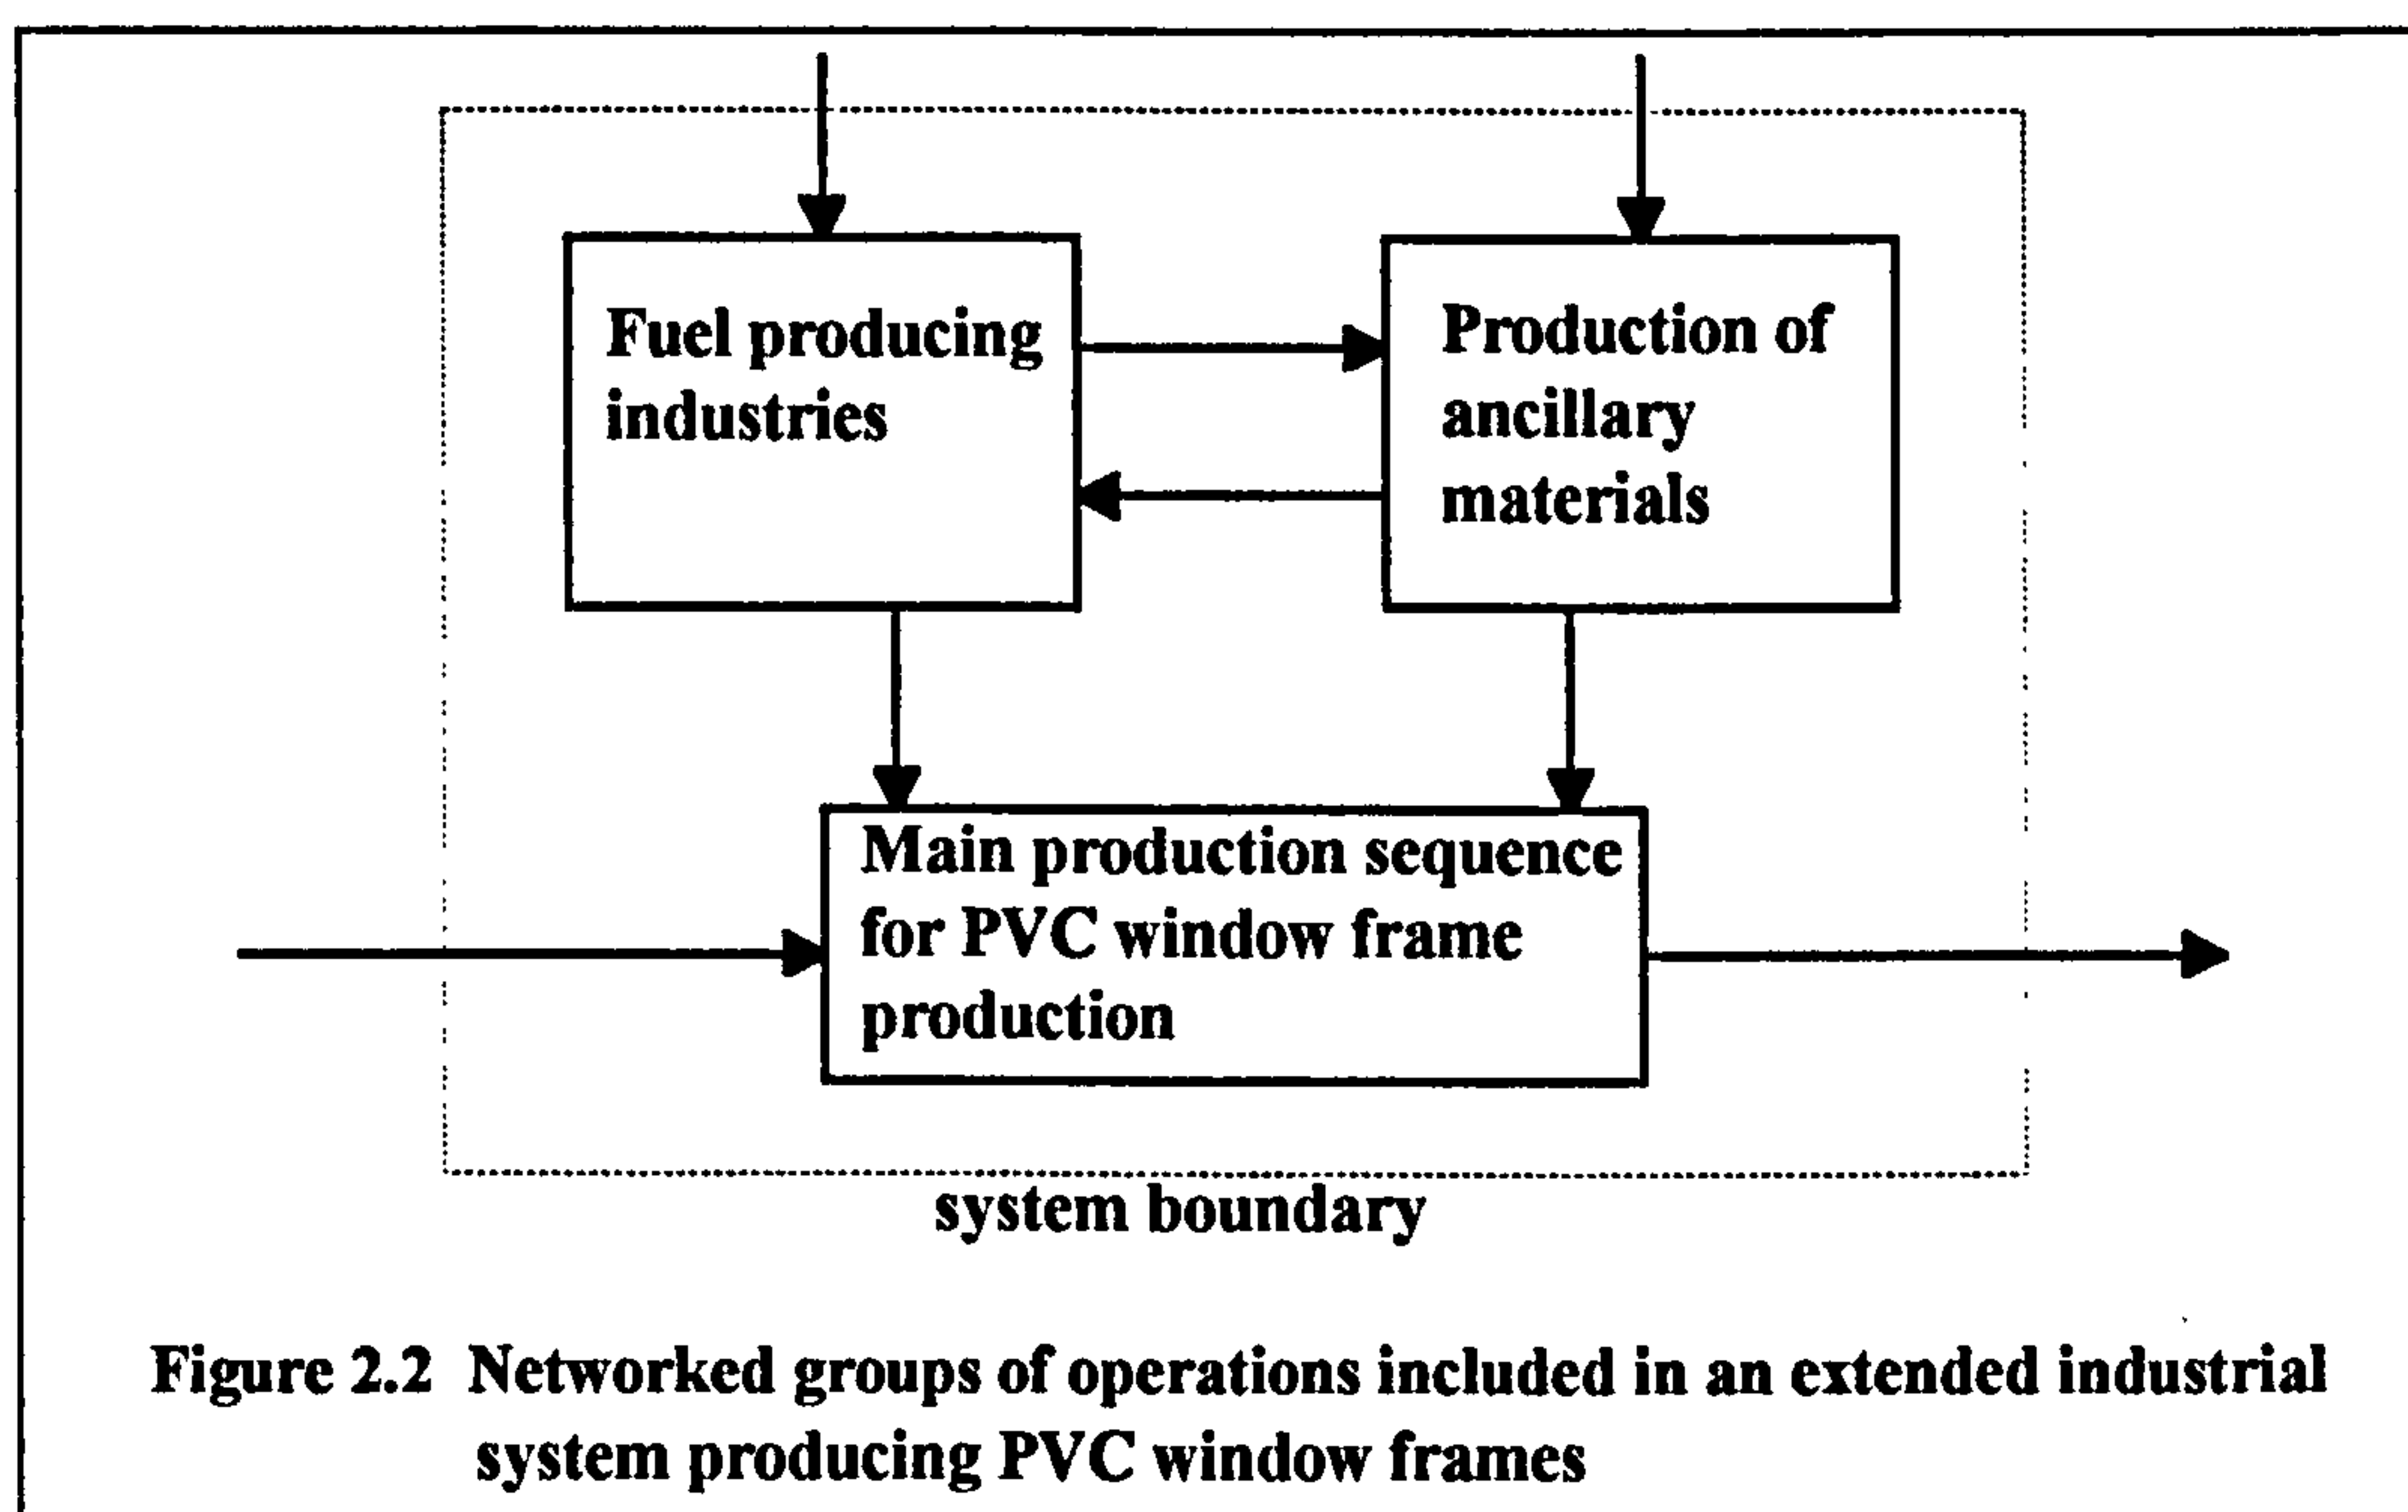 Fuel producing
industries
Production of
ancillary
materials
Main production sequence
for PVC window frame
production
system boundary
Figure 2.2 Networked groups of operations included in an extended industrial
system producing PVC window frames